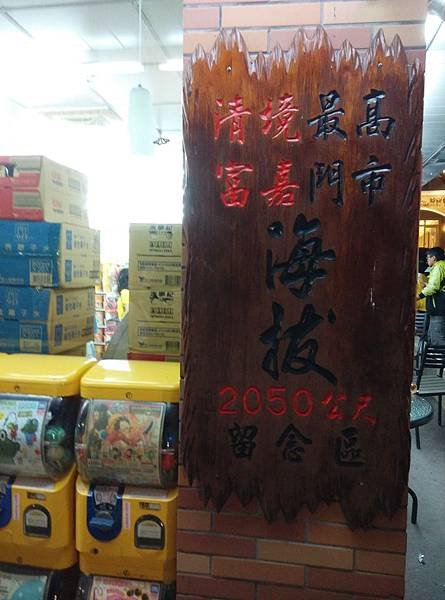 清境最高
富嘉門市
海拔
2050公尺
留念區